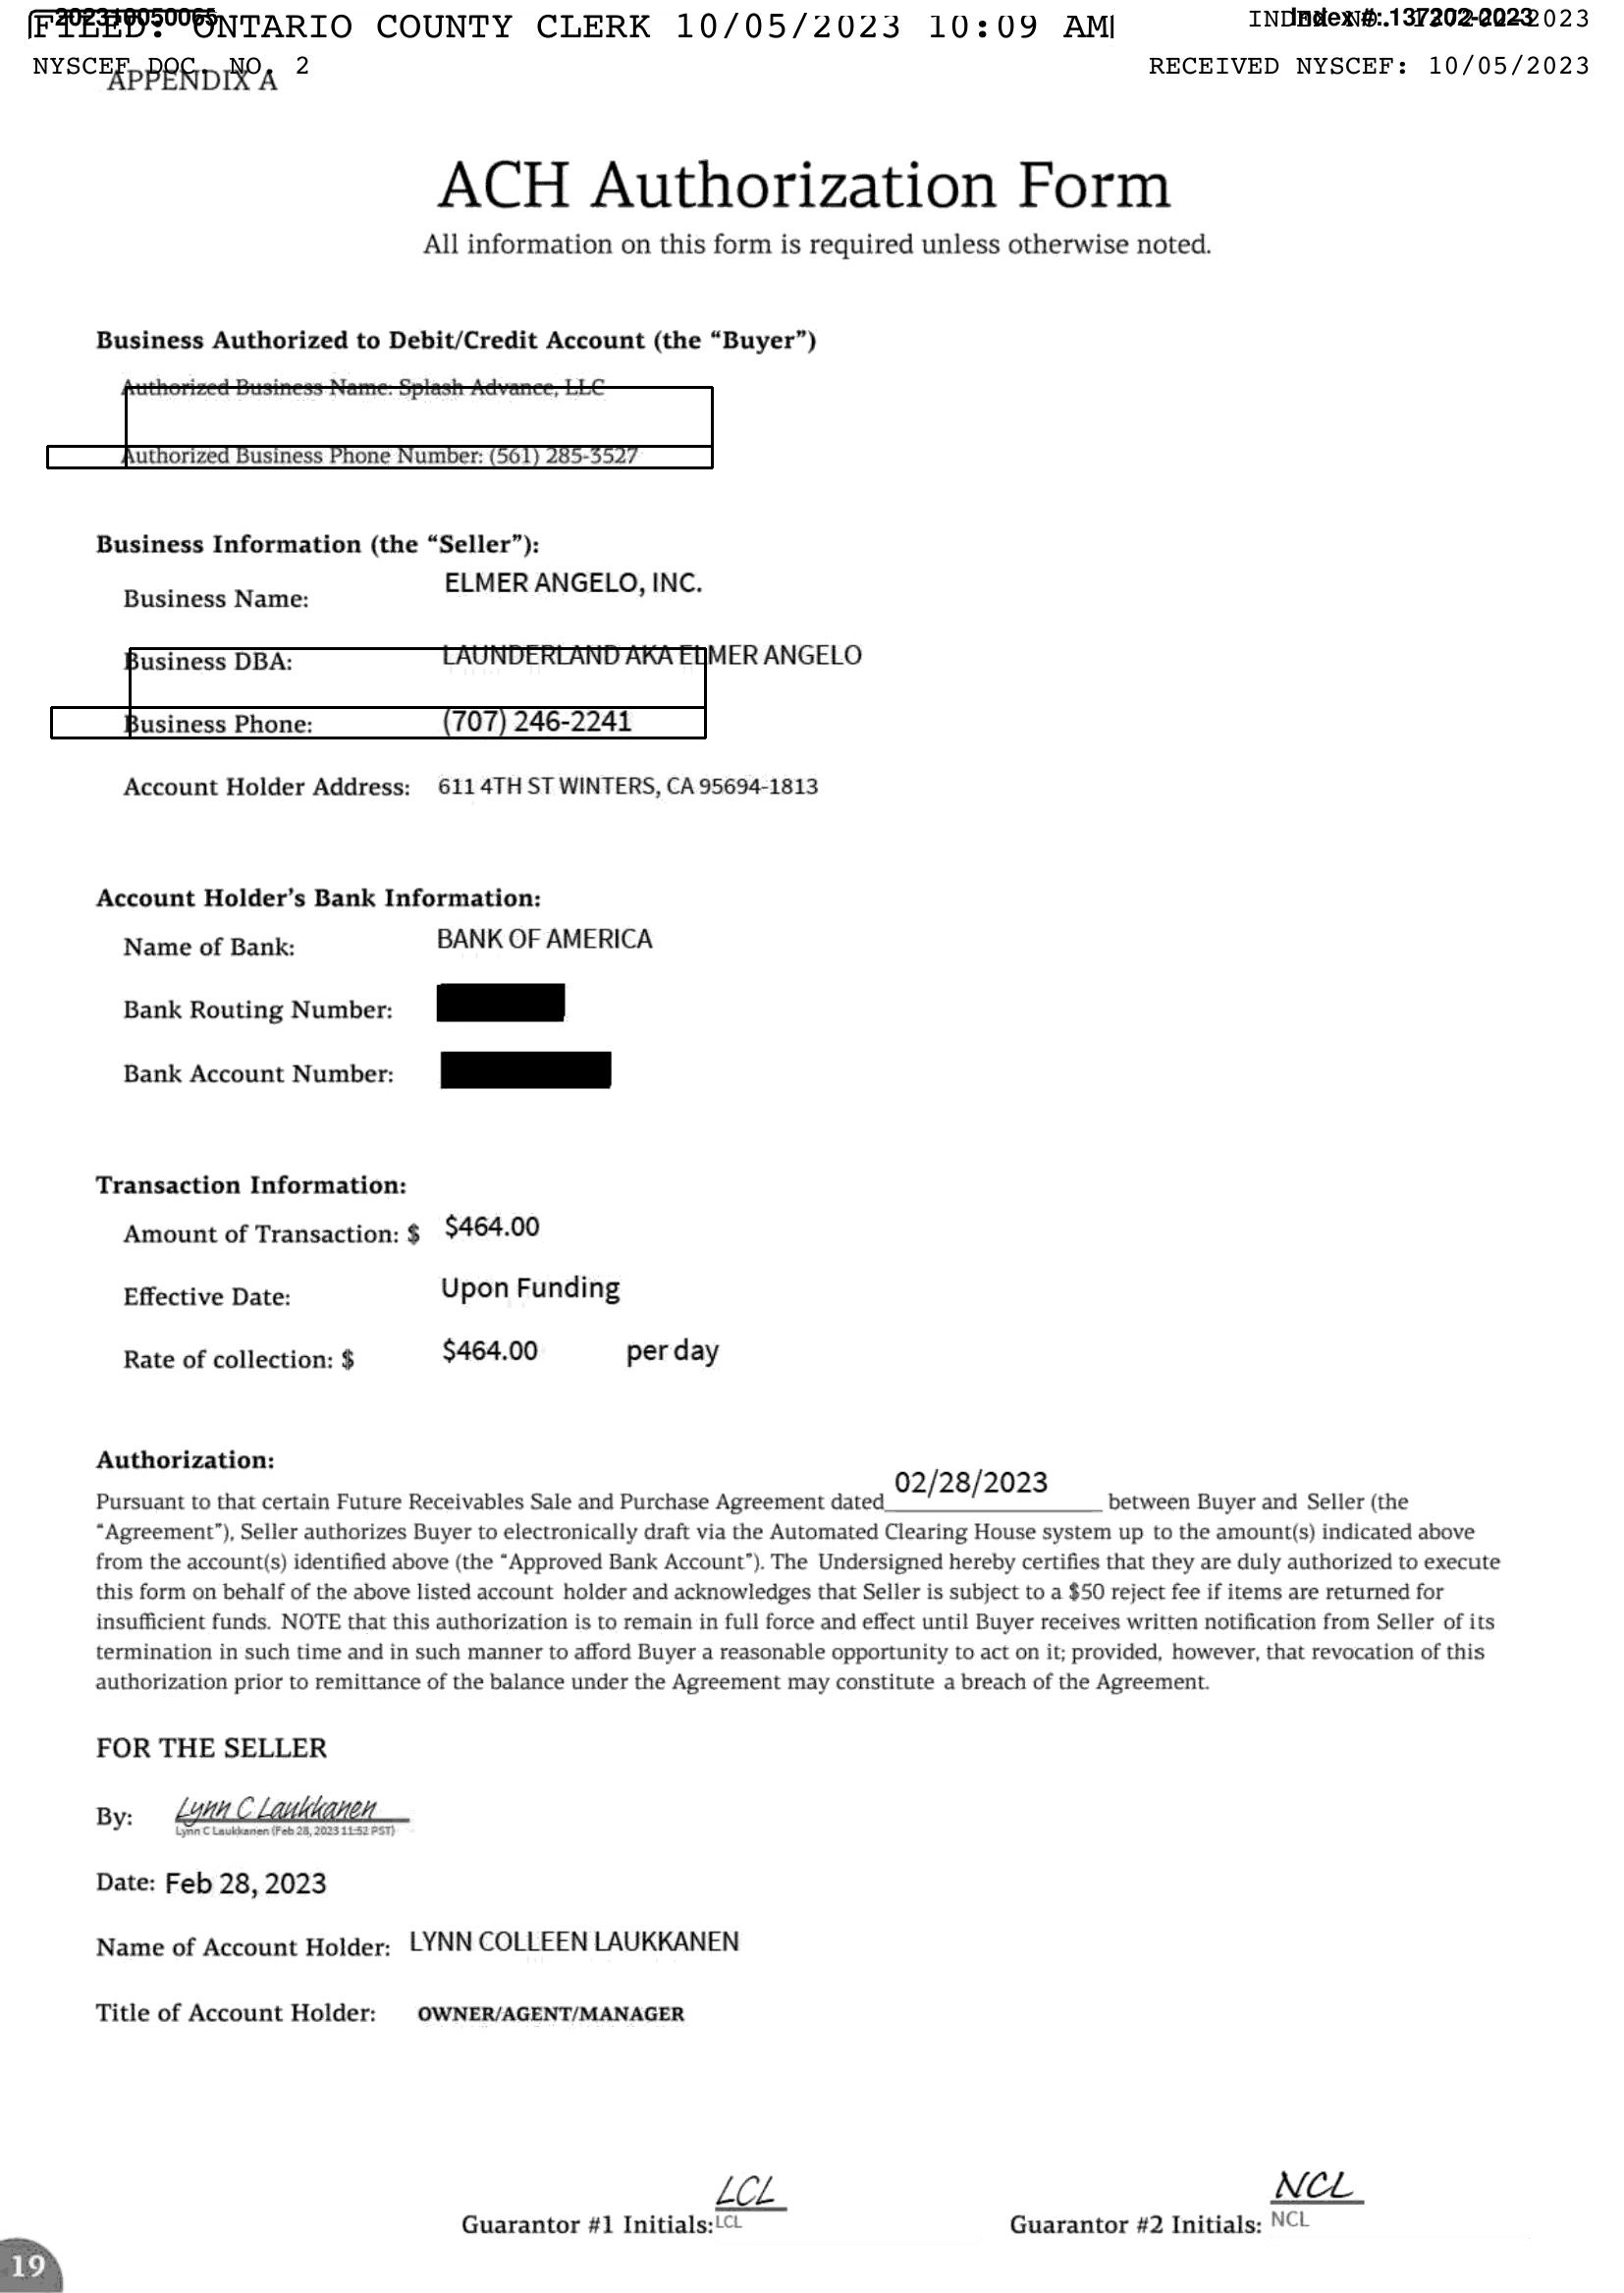 202310050065
FILED: ONTARIO COUNTY CLERK 10/05/2023 10:09 AM
INDEX NO. 137202-2023
Index #: 137202-2023
NYSCEF DOC. NO. 2
RECEIVED NYSCEF: 10/05/2023
APPENDIX A
ACH Authorization Form
All information on this form is required unless otherwise noted.
Business Authorized to Debit/Credit Account (the “Buyer”)
Authorized Business Name: Splash Advance, LLC
Authorized Business Phone Number: (561) 285-3527
Business Information (the “Seller”):
Business Name: ELMER ANGELO, INC.
Business DBA: LAUNDERLAND AKA ELMER ANGELO
Business Phone: (707) 246-2241
Account Holder Address: 611 4TH ST WINTERS, CA 95694-1813
Account Holder’s Bank Information:
Name of Bank: BANK OF AMERICA
Bank Routing Number:
Bank Account Number:
Transaction Information:
Amount of Transaction: $ $464.00
Effective Date: Upon Funding
Rate of collection: $ $464.00 per day
Authorization:
Pursuant to that certain Future Receivables Sale and Purchase Agreement dated 02/28/2023 between Buyer and Seller (the
“Agreement”), Seller authorizes Buyer to electronically draft via the Automated Clearing House system up to the amount(s) indicated above
from the account(s) identified above (the “Approved Bank Account”). The Undersigned hereby certifies that they are duly authorized to execute
this form on behalf of the above listed account holder and acknowledges that Seller is subject to a $50 reject fee if items are returned for
insufficient funds. NOTE that this authorization is to remain in full force and effect until Buyer receives written notification from Seller of its
termination in such time and in such manner to afford Buyer a reasonable opportunity to act on it; provided, however, that revocation of this
authorization prior to remittance of the balance under the Agreement may constitute a breach of the Agreement.
FOR THE SELLER
By: Lynn C Laukkanen
Lynn C Laukkanen (Feb 28, 2023 11:52 PST)
Date: Feb 28, 2023
Name of Account Holder: LYNN COLLEEN LAUKKANEN
Title of Account Holder: OWNER/AGENT/MANAGER
LCL NCL
Guarantor #1 Initials: LCL Guarantor #2 Initials: NCL
19